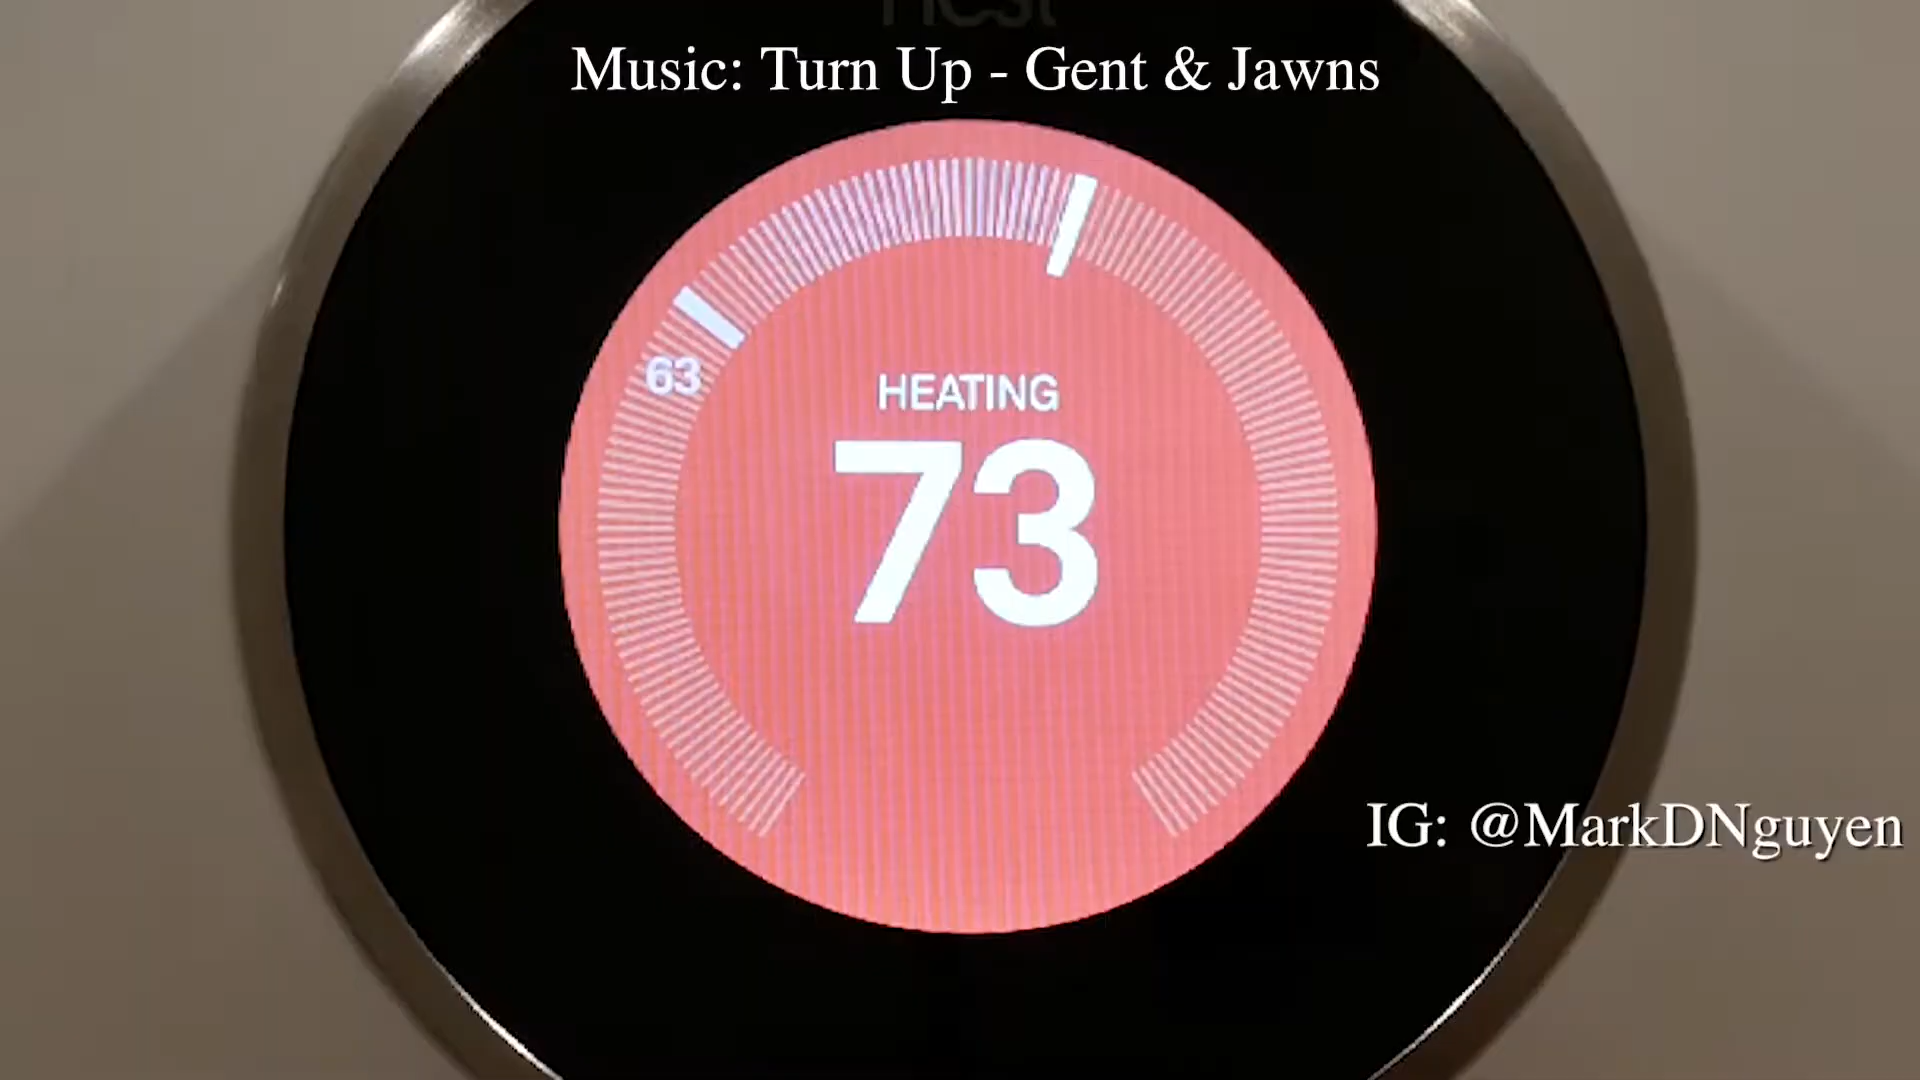 Music: Turn Up - Gent & Jawns
63
HEATING
73
IG: @MarkDNguyen